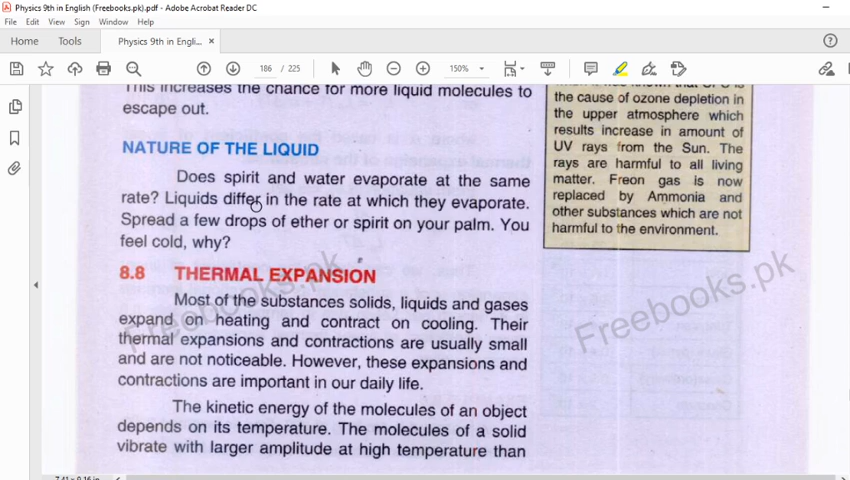 Physics 9th in English (Freebooks.pk).pdf - Adobe Acrobat Reader DC
File Edit View Sign Window Help
Home Tools Physics 9th in Engli... ×
186 / 225 150%
This increases the chance for more liquid molecules to
escape out.
NATURE OF THE LIQUID
Does spirit and water evaporate at the same
rate? Liquids differ in the rate at which they evaporate.
Spread a few drops of ether or spirit on your palm. You
feel cold, why?
8.8 THERMAL EXPANSION
Most of the substances solids, liquids and gases
expand on heating and contract on cooling. Their
thermal expansions and contractions are usually small
and are not noticeable. However, these expansions and
contractions are important in our daily life.
The kinetic energy of the molecules of an object
depends on its temperature. The molecules of a solid
vibrate with larger amplitude at high temperature than
the cause of ozone depletion in
the upper atmosphere which
results increase in amount of
UV rays from the Sun. The
rays are harmful to all living
matter. Freon gas is now
replaced by Ammonia and
other substances which are not
harmful to the environment.
Freebooks.pk
Freebooks.pk